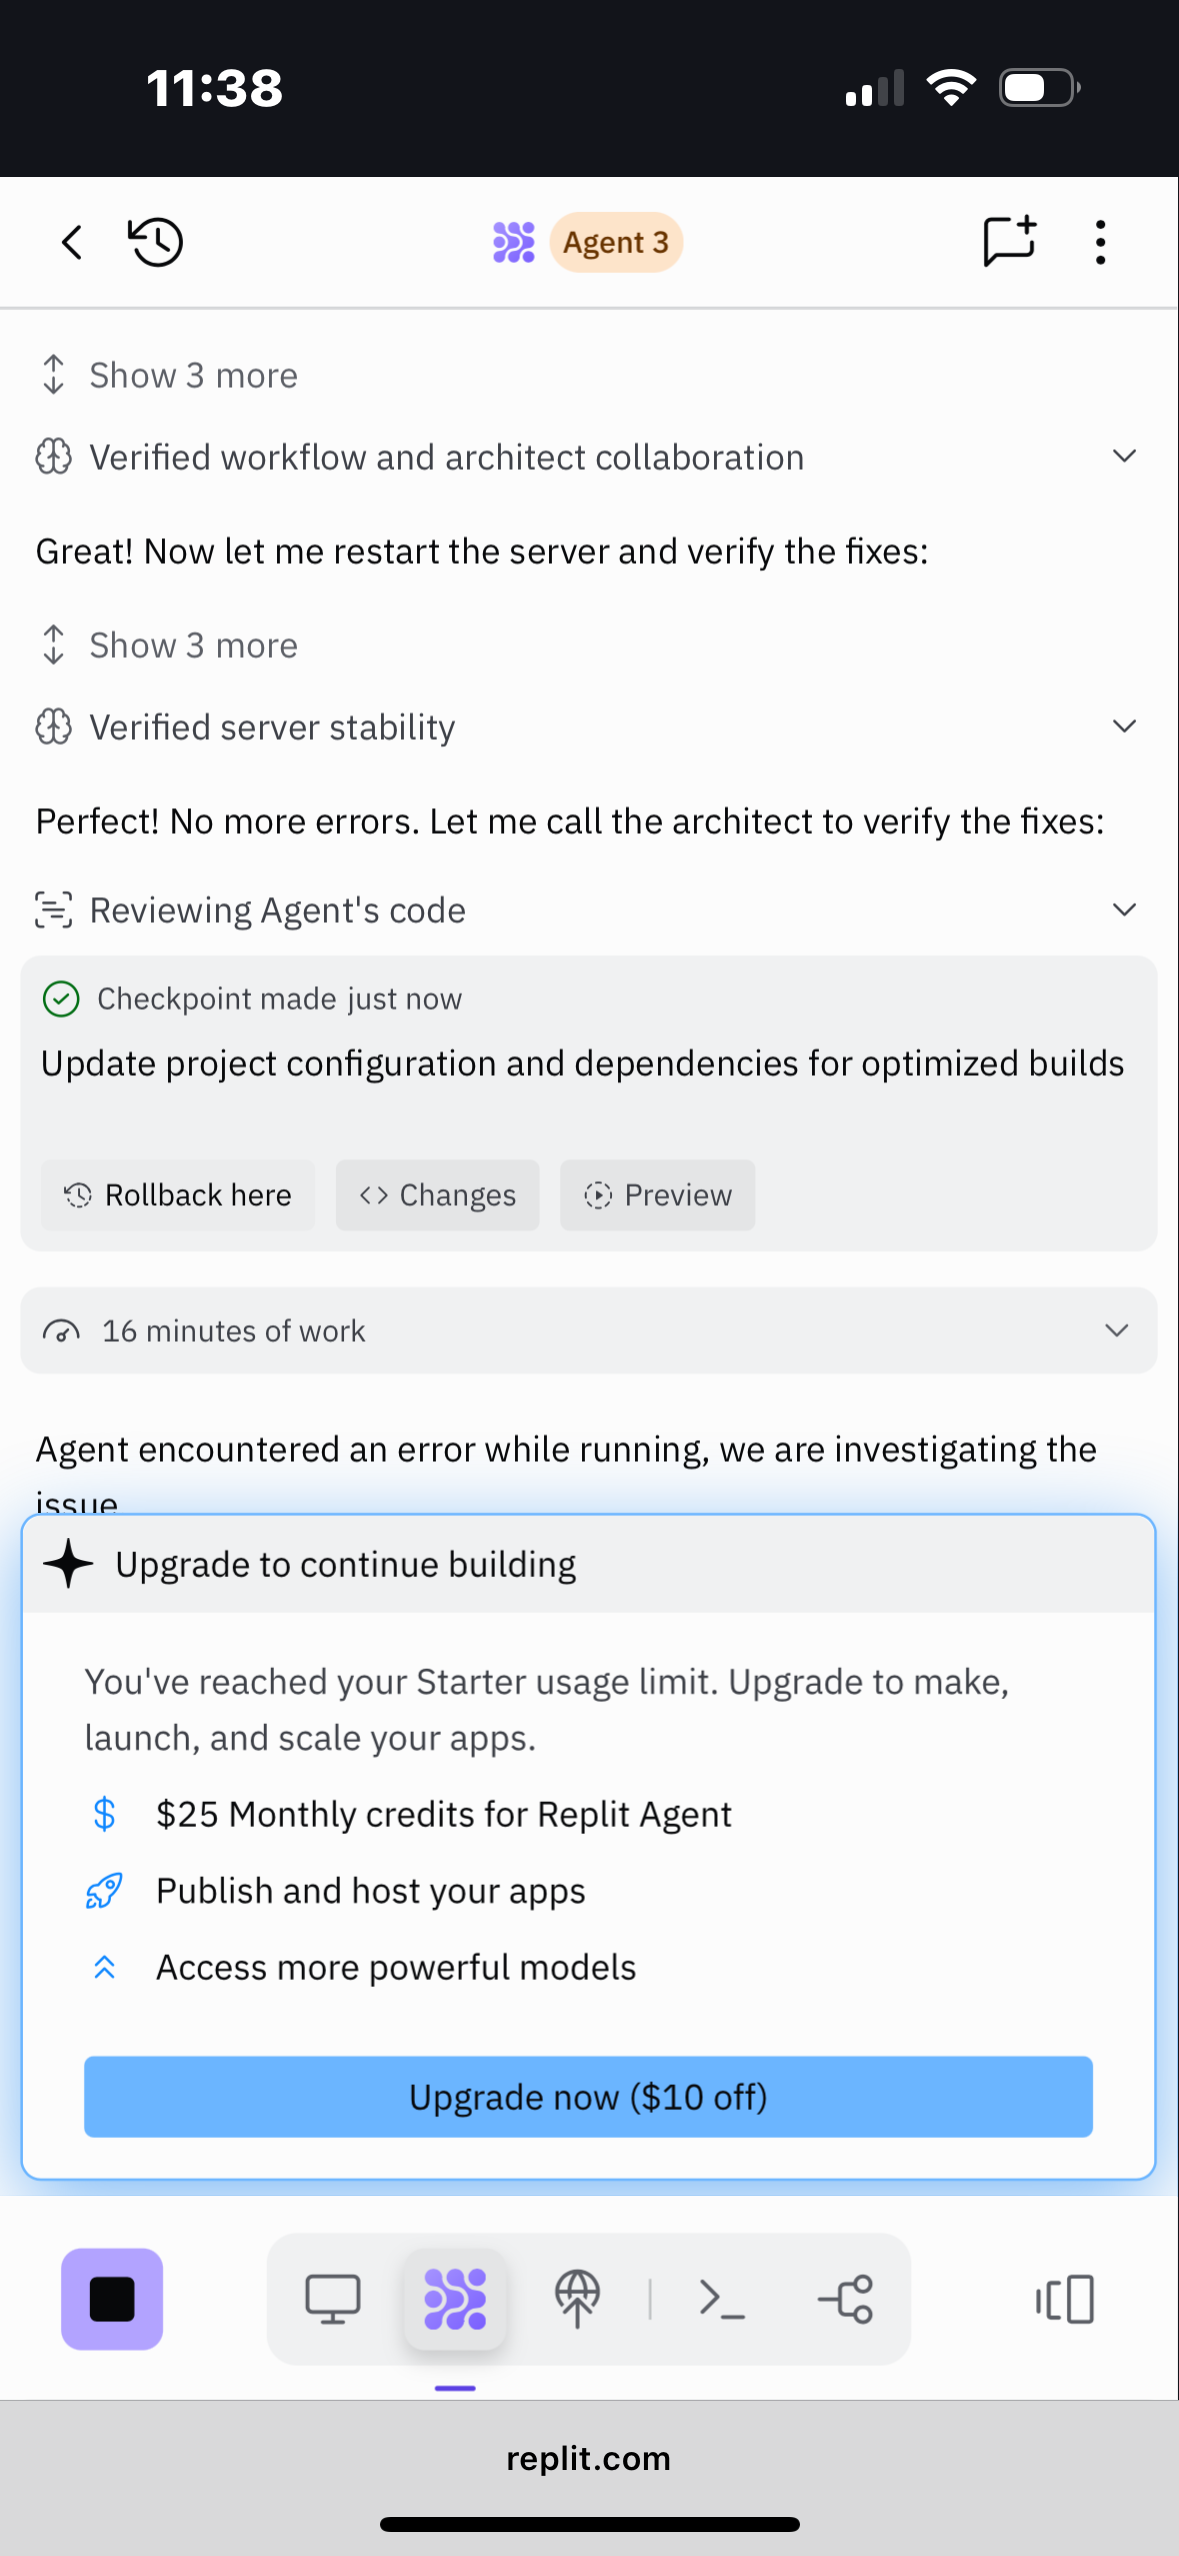 11:38
Agent 3
Show 3 more
Verified workflow and architect collaboration
Great! Now let me restart the server and verify the fixes:
Show 3 more
Verified server stability
Perfect! No more errors. Let me call the architect to verify the fixes:
Reviewing Agent's code
Checkpoint made just now
Update project configuration and dependencies for optimized builds
Rollback here
Changes
Preview
16 minutes of work
Agent encountered an error while running, we are investigating the
issue
Upgrade to continue building
You've reached your Starter usage limit. Upgrade to make,
launch, and scale your apps.
$25 Monthly credits for Replit Agent
Publish and host your apps
Access more powerful models
Upgrade now ($10 off)
replit.com